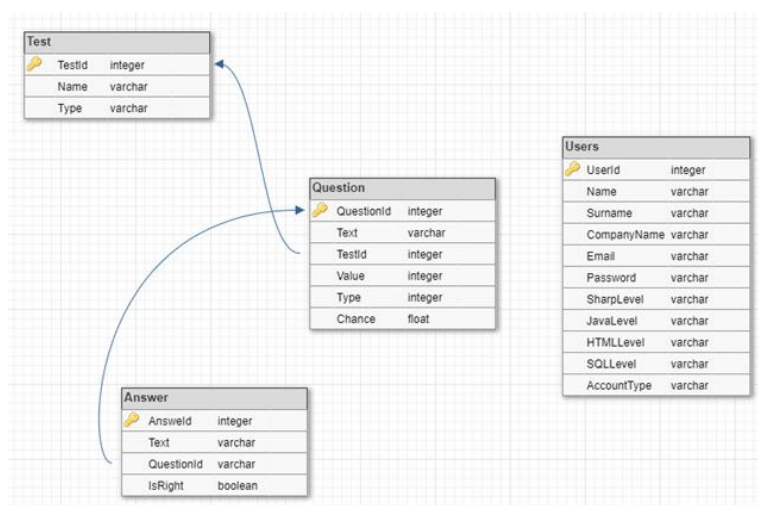 Test
TestId integer
Name varchar
Type varchar
Question
QuestionId integer
Text varchar
TestId integer
Value integer
Type integer
Chance float
Users
UserId integer
Name varchar
Surname varchar
CompanyName varchar
Email varchar
Password varchar
SharpLevel varchar
JavaLevel varchar
HTMLLevel varchar
SQLLevel varchar
AccountType varchar
Answer
AnsweId integer
Text varchar
QuestionId varchar
IsRight boolean